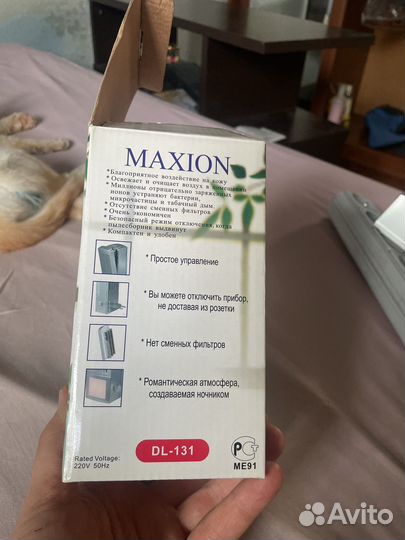 MAXION
*Благоприятное воздействие на кожу
*Освежает и очищает воздух в помещении
*Миллионы отрицательно заряженных
ионов устраняют бактерии,
микрочастицы и табачный дым
*Отсутствие сменных фильтров
*Очень экономичен
*Безопасный режим отключения, когда
пылесборник выдвинут
*Компактен и удобен
* Простое управление
* Вы можете отключить прибор,
не доставая из розетки
* Нет сменных фильтров
* Романтическая атмосфера,
создаваемая ночником
Rated Voltage:
220V 50Hz
DL-131
РСТ
ME91
Avito